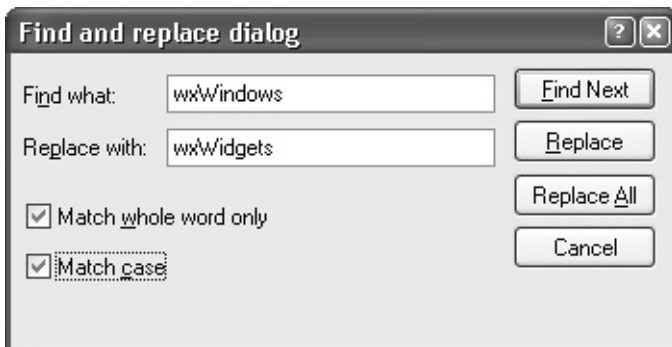 Find and replace dialog
Find what: wxWindows
Find Next
Replace with: wxWidgets
Replace
Replace All
Match whole word only
Cancel
Match case